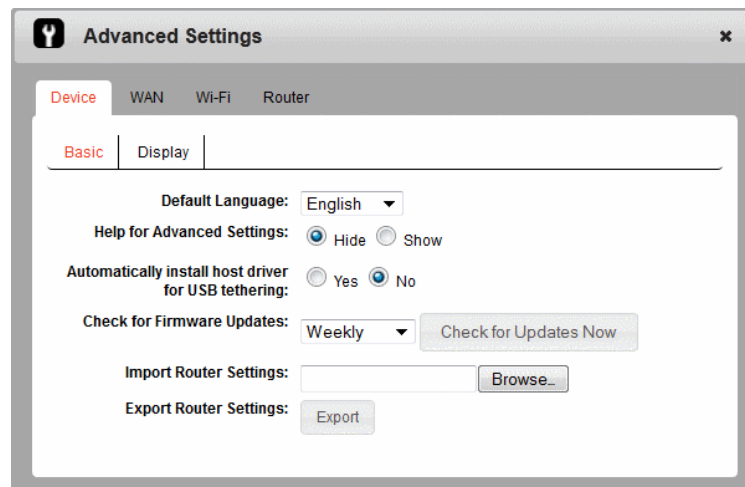 Advanced Settings
Device WAN Wi-Fi Router
Basic Display
Default Language: English
Help for Advanced Settings: Hide Show
Automatically install host driver
for USB tethering: Yes No
Check for Firmware Updates: Weekly Check for Updates Now
Import Router Settings: Browse…
Export Router Settings: Export